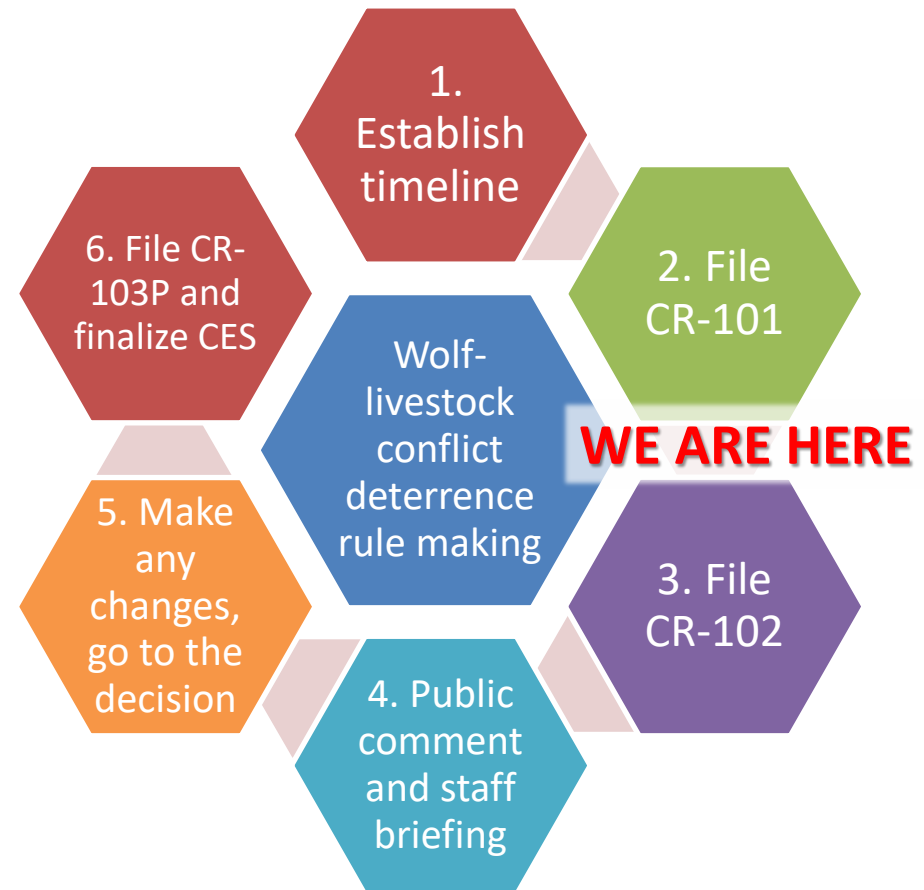 1.
Establish
timeline
2. File
CR-101
WE ARE HERE
3. File
CR-102
4. Public
comment
and staff
briefing
5. Make
any
changes,
go to the
decision
6. File CR-
103P and
finalize CES
Wolf-
livestock
conflict
deterrence
rule making